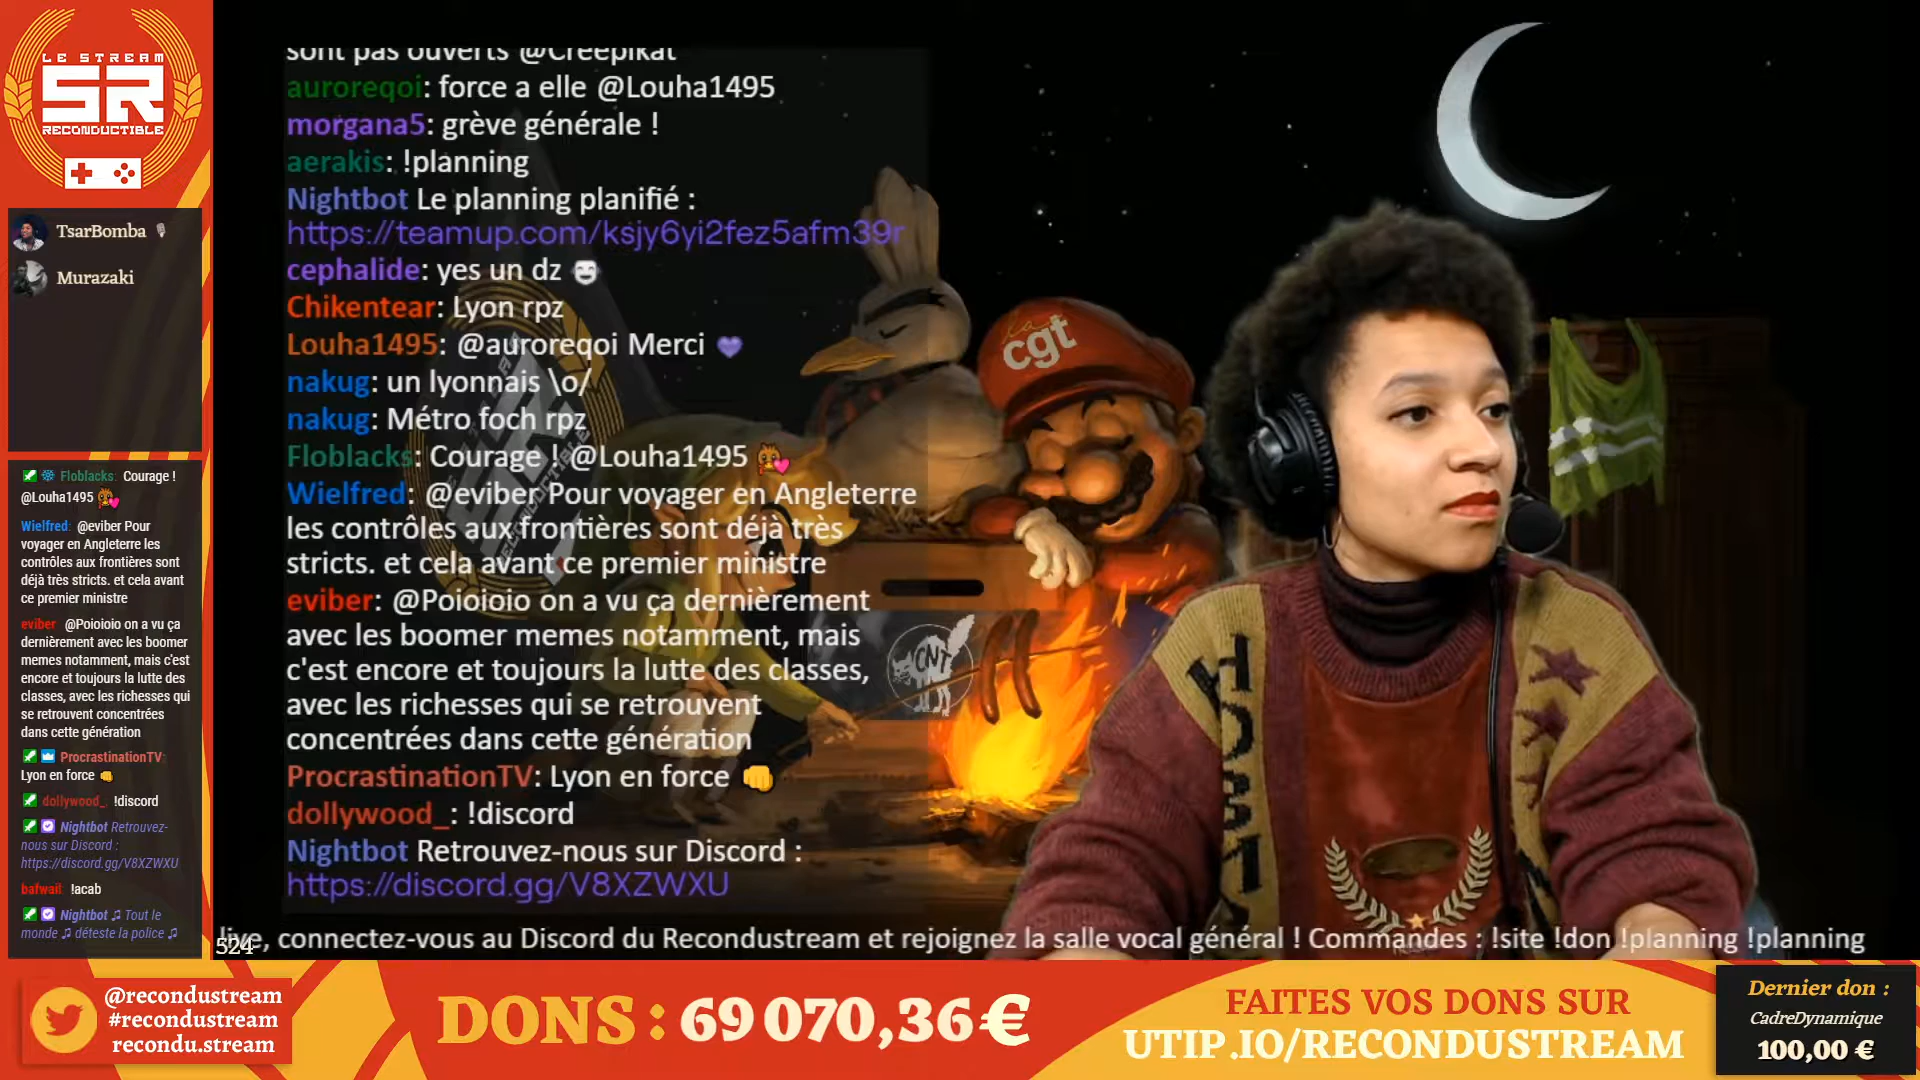 LE STREAM
SR
RECONDUCTIBLE
TsarBomba
Murazaki
Floblacks: Courage !
@Louha1495
Wielfred: @eviber Pour
voyager en Angleterre les
contrôles aux frontières sont
déjà très stricts. et cela avant
ce premier ministre
eviber @Poioioio on a vu ça
dernièrement avec les boomer
memes notamment, mais c'est
encore et toujours la lutte des
classes, avec les richesses qui
se retrouvent concentrées
dans cette génération
ProcrastinationTV:
Lyon en force
dollywood_ !discord
Nightbot Retrouvez-
nous sur Discord :
https://discord.gg/V8XZWXU
bafwail: !acab
Nightbot ♫ Tout le
monde ♫ déteste la police ♫
sont pas ouverts @Creepikat
auroreqoi: force a elle @Louha1495
morgana5: grève générale !
aerakis: !planning
Nightbot Le planning planifié :
https://teamup.com/ksjy6yi2fez5afm39r
cephalide: yes un dz
Chikentear: Lyon rpz
Louha1495: @auroreqoi Merci
nakug: un lyonnais \o/
nakug: Métro foch rpz
Floblacks: Courage ! @Louha1495
Wielfred: @eviber Pour voyager en Angleterre
les contrôles aux frontières sont déjà très
stricts. et cela avant ce premier ministre
eviber: @Poioioio on a vu ça dernièrement
avec les boomer memes notamment, mais
c'est encore et toujours la lutte des classes,
avec les richesses qui se retrouvent
concentrées dans cette génération
ProcrastinationTV: Lyon en force
dollywood_: !discord
Nightbot Retrouvez-nous sur Discord :
https://discord.gg/V8XZWXU
la
cgt
CNT
524
live, connectez-vous au Discord du Recondustream et rejoignez la salle vocal général ! Commandes : !site !don !planning !planning
@recondustream
#recondustream
recondu.stream
DONS : 69 070,36 €
FAITES VOS DONS SUR
UTIP.IO/RECONDUSTREAM
Dernier don :
CadreDynamique
100,00 €